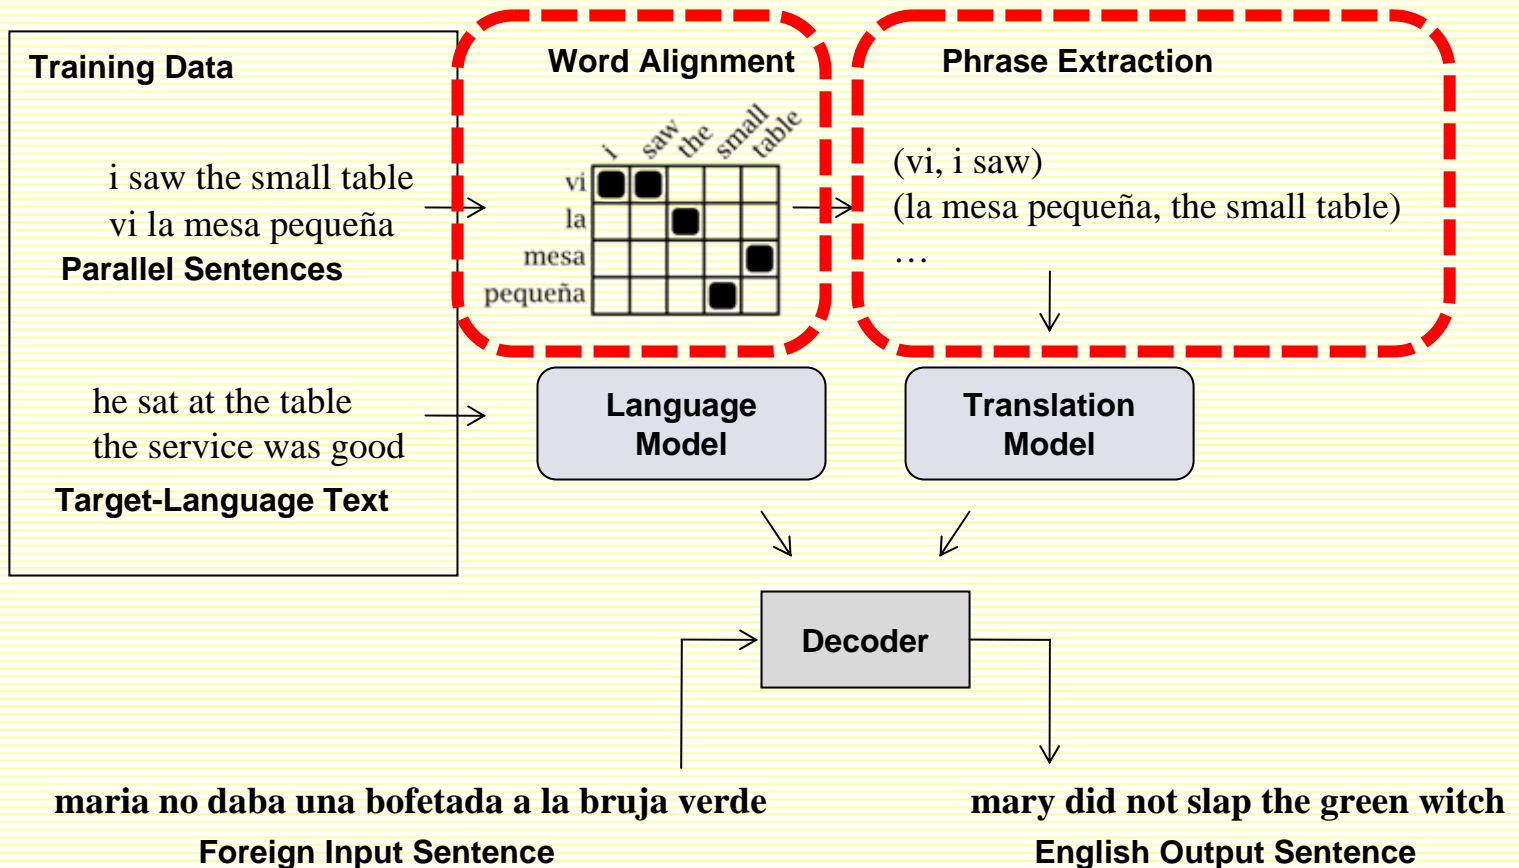 Training Data
i saw the small table
vi la mesa pequeña
Parallel Sentences
he sat at the table
the service was good
Target-Language Text
Word Alignment
i saw the small table
vi
la
mesa
pequeña
Phrase Extraction
(vi, i saw)
(la mesa pequeña, the small table)
…
Language
Model
Translation
Model
Decoder
maria no daba una bofetada a la bruja verde
Foreign Input Sentence
mary did not slap the green witch
English Output Sentence